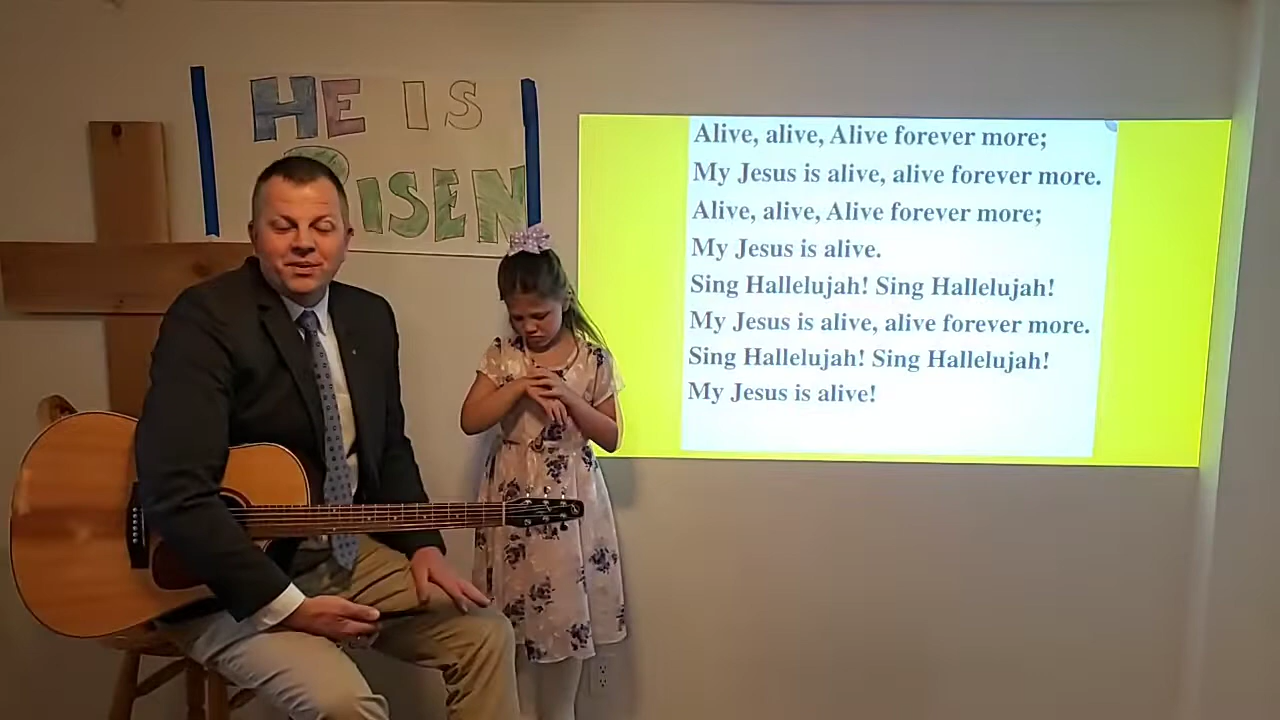 HE IS
RISEN
Alive, alive, Alive forever more;
My Jesus is alive, alive forever more.
Alive, alive, Alive forever more;
My Jesus is alive.
Sing Hallelujah! Sing Hallelujah!
My Jesus is alive, alive forever more.
Sing Hallelujah! Sing Hallelujah!
My Jesus is alive!